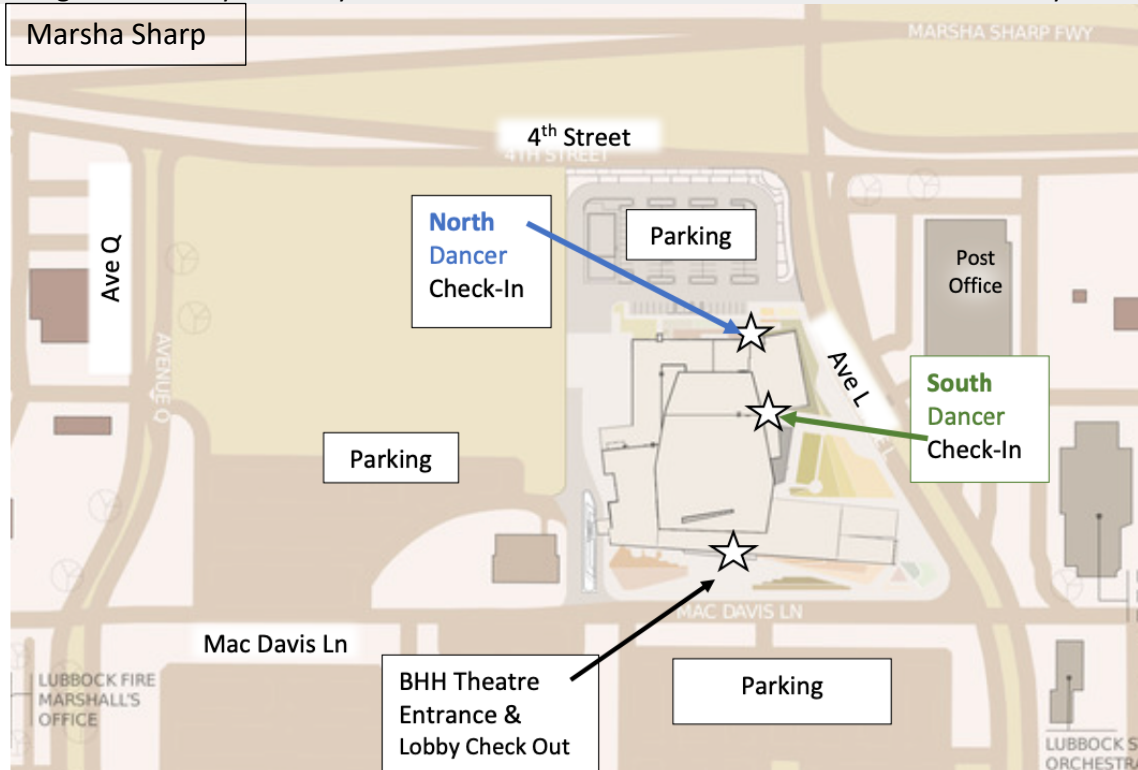 Marsha Sharp
MARSHA SHARP FWY
4th Street
4TH STREET
North
Dancer
Check-In
Parking
Post
Office
Ave Q
AVENUE Q
Ave L
South
Dancer
Check-In
Parking
MAC DAVIS LN
Mac Davis Ln
LUBBOCK FIRE
MARSHALL'S
OFFICE
BHH Theatre
Entrance &
Lobby Check Out
Parking
LUBBOCK
ORCHESTRA